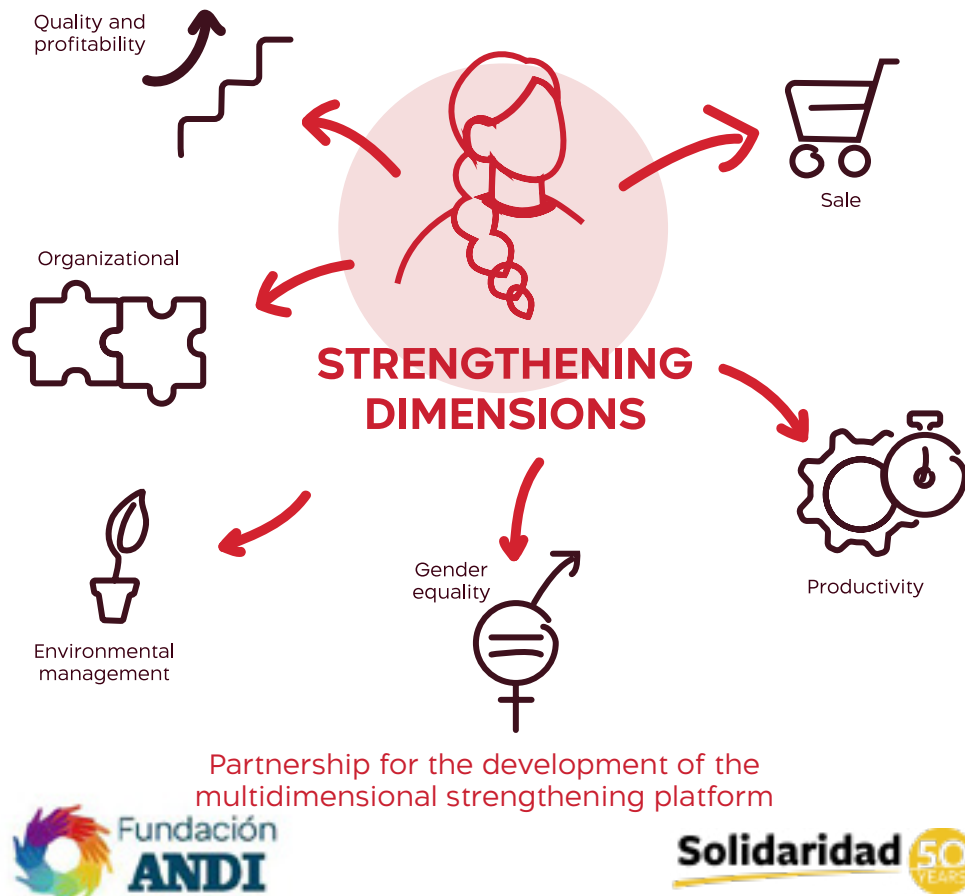 Quality and
profitability
Sale
Organizational
STRENGTHENING
DIMENSIONS
Productivity
Gender
equality
Environmental
management
Partnership for the development of the
multidimensional strengthening platform
Fundación
ANDI
Solidaridad
50
YEARS